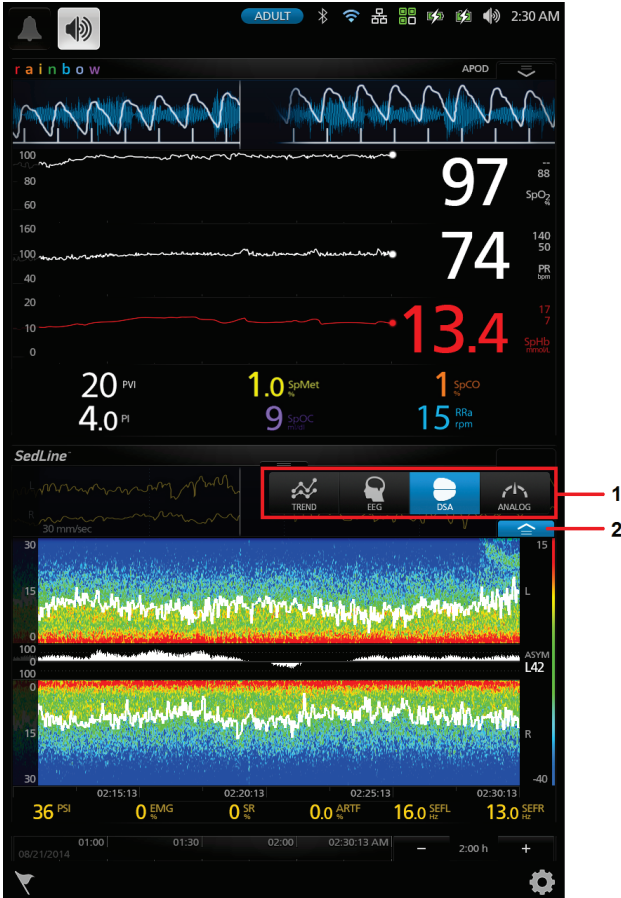 ADULT 2:30 AM
rainbow APOD
100
80
60
97
--
88
SpO2
%
160
100
40
74
140
50
PR
bpm
20
10
0
13.4
17
7
SpHb
mmol/L
20 PVI 1.0 SpMet % 1 SpCO %
4.0 PI 9 SpOC ml/dl 15 RRa rpm
SedLine
TREND EEG DSA ANALOG 1
L
R
30 mm/sec
2
30 15
15 L
0
100
0 ASYM
100 L42
0
15 R
30 -40
02:15:13 02:20:13 02:25:13 02:30:13
36 PSI 0 EMG % 0 SR % 0.0 ARTF % 16.0 SEFL Hz 13.0 SEFR Hz
01:00 01:30 02:00 02:30:13 AM − 2:00 h +
08/21/2014